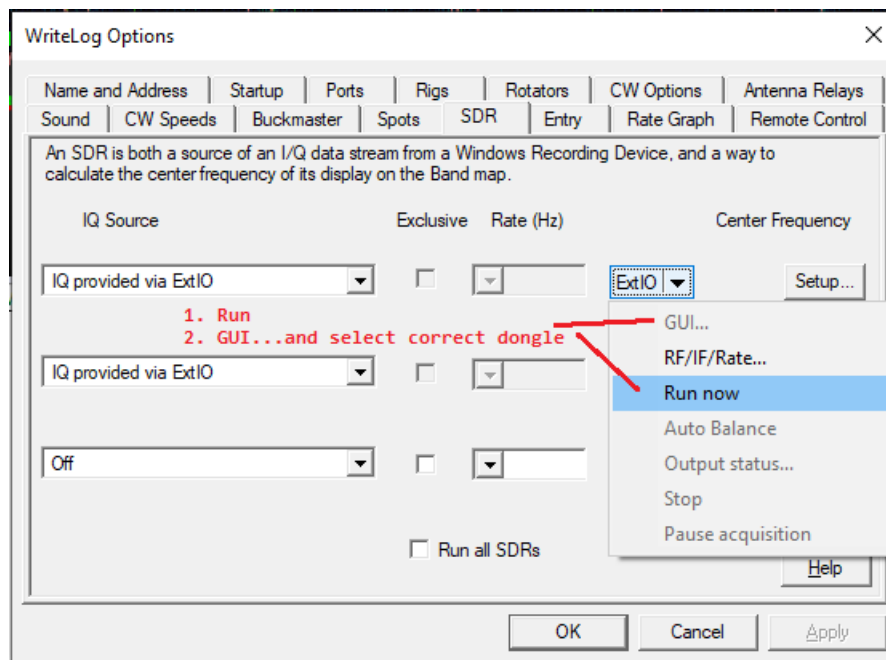 WriteLog Options
Name and Address Startup Ports Rigs Rotators CW Options Antenna Relays
Sound CW Speeds Buckmaster Spots SDR Entry Rate Graph Remote Control
An SDR is both a source of an I/Q data stream from a Windows Recording Device, and a way to
calculate the center frequency of its display on the Band map.
IQ Source Exclusive Rate (Hz) Center Frequency
IQ provided via ExtIO ExtIO Setup...
1. Run
2. GUI...and select correct dongle
GUI...
RF/IF/Rate...
IQ provided via ExtIO
Run now
Auto Balance
Off
Output status...
Stop
Pause acquisition
Run all SDRs
Help
OK Cancel Apply